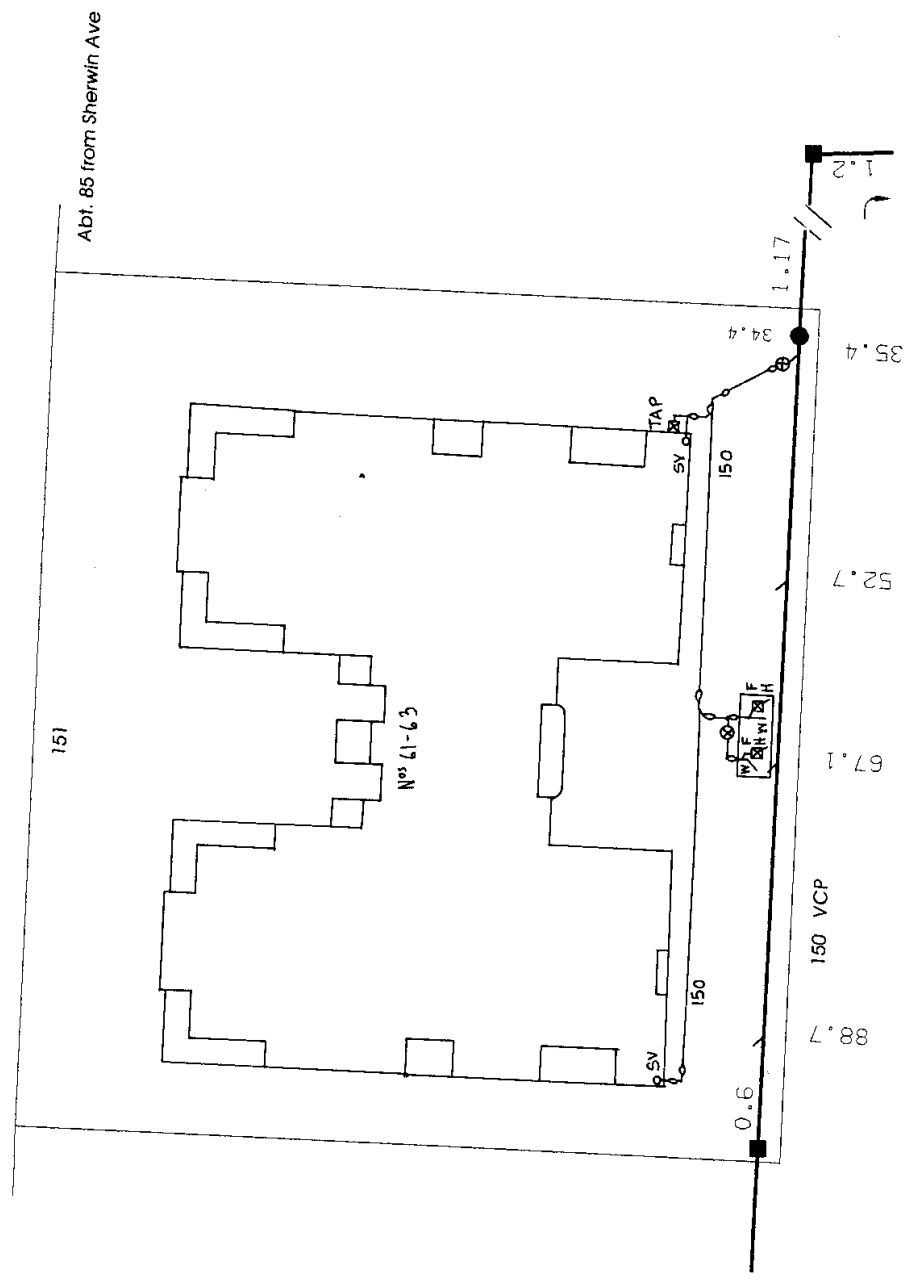 Abt. 85 from Sherwin Ave
151
Nos 61-63
TAP
SV
150
150
SV
W
F
H
W
F
H
150 VCP
1.2
1.17
34.4
35.4
52.7
67.1
88.7
0.6